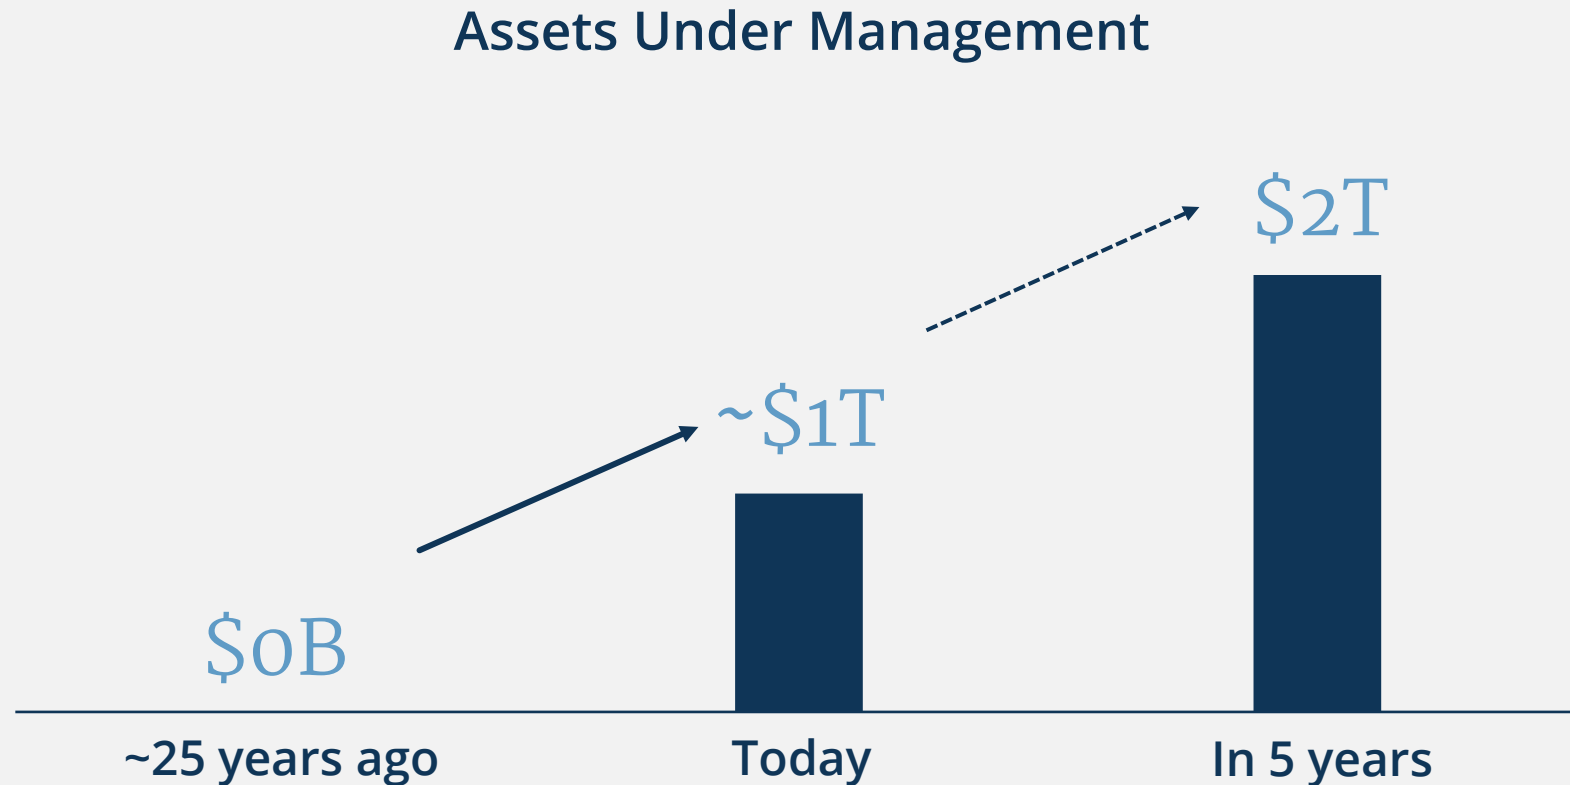 Assets Under Management
$2T
~$1T
$0B
~25 years ago
Today
In 5 years